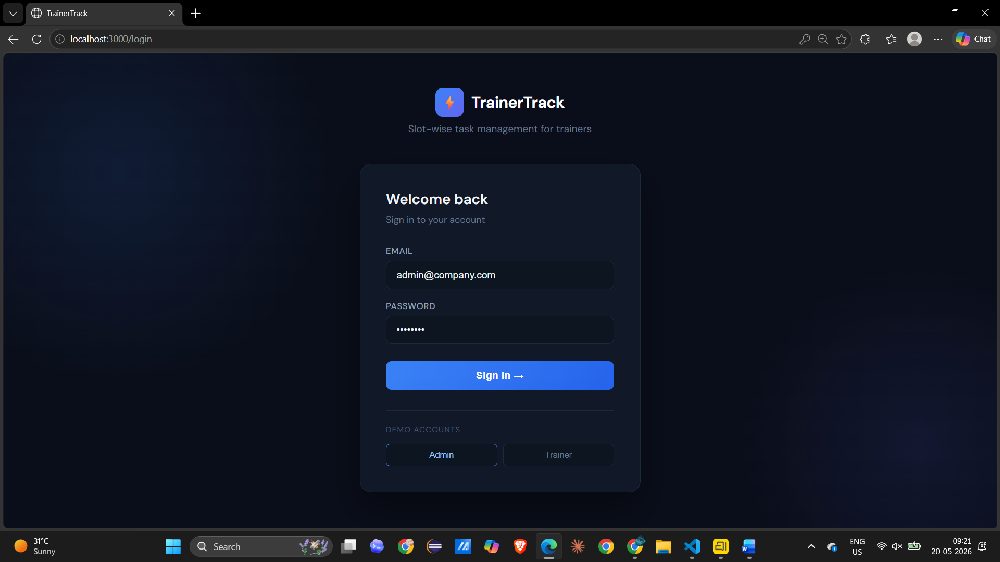 TrainerTrack
localhost:3000/login
Chat
TrainerTrack
Slot-wise task management for trainers
Welcome back
Sign in to your account
EMAIL
admin@company.com
PASSWORD
••••••••
Sign In →
DEMO ACCOUNTS
Admin
Trainer
31°C
Sunny
Search
ENG
US
09:21
20-05-2026